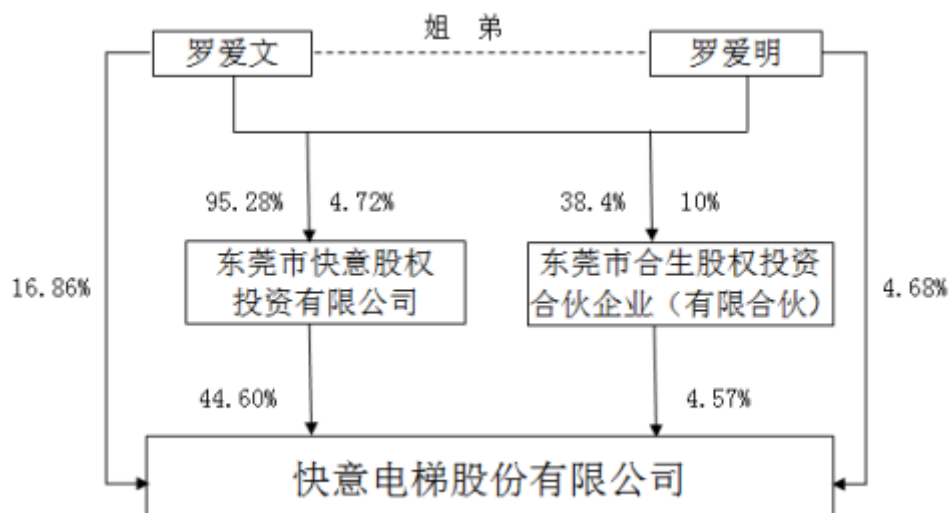 姐 弟
罗爱文
罗爱明
95.28%
4.72%
38.4%
10%
东莞市快意股权
投资有限公司
东莞市合生股权投资
合伙企业（有限合伙）
16.86%
4.68%
44.60%
4.57%
快意电梯股份有限公司